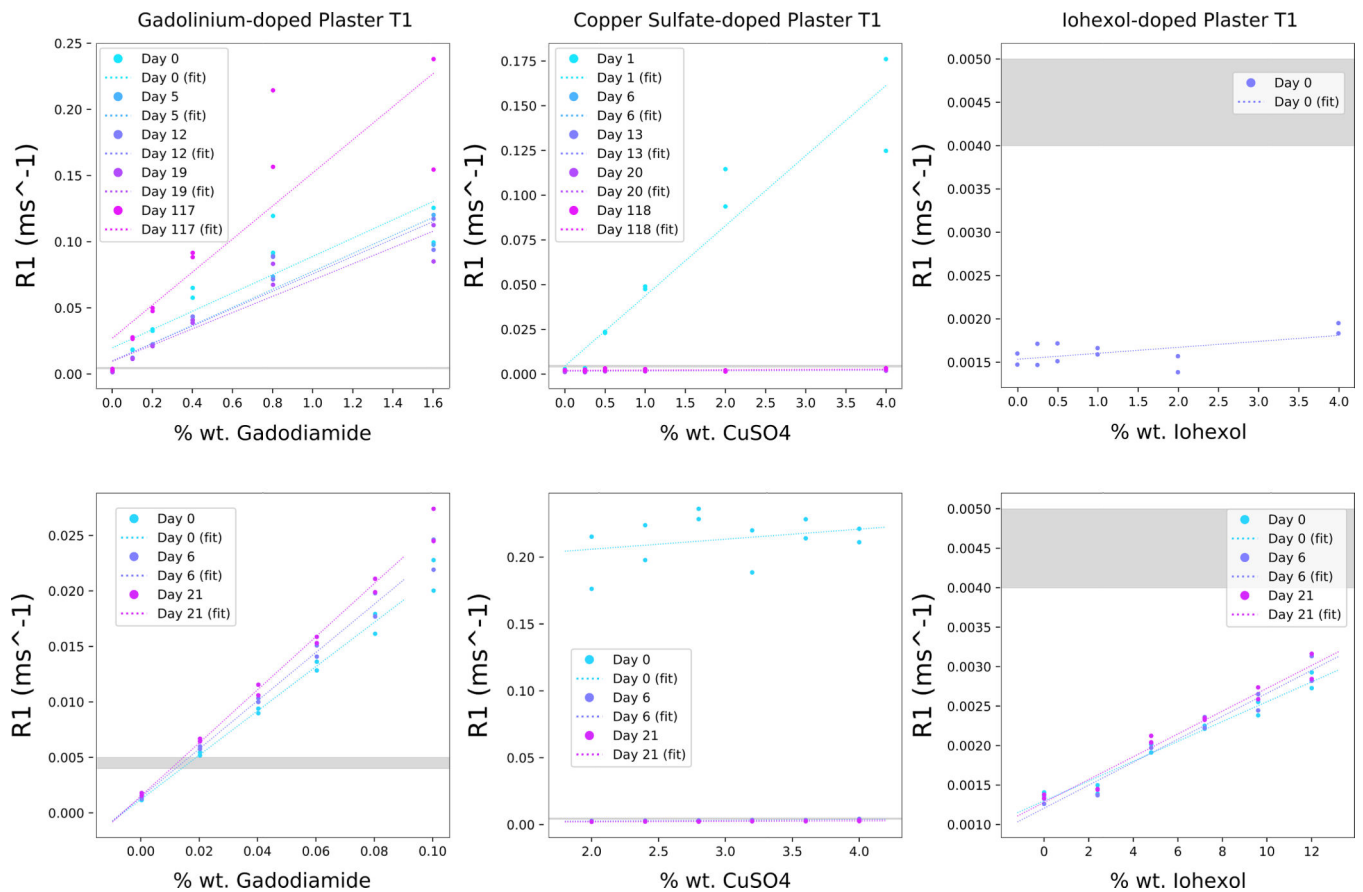 Gadolinium-doped Plaster T1
R1 (ms^-1)
0.25
0.20
0.15
0.10
0.05
0.00
Day 0
Day 0 (fit)
Day 5
Day 5 (fit)
Day 12
Day 12 (fit)
Day 19
Day 19 (fit)
Day 117
Day 117 (fit)
0.0 0.2 0.4 0.6 0.8 1.0 1.2 1.4 1.6
% wt. Gadodiamide
Copper Sulfate-doped Plaster T1
R1 (ms^-1)
0.175
0.150
0.125
0.100
0.075
0.050
0.025
0.000
Day 1
Day 1 (fit)
Day 6
Day 6 (fit)
Day 13
Day 13 (fit)
Day 20
Day 20 (fit)
Day 118
Day 118 (fit)
0.0 0.5 1.0 1.5 2.0 2.5 3.0 3.5 4.0
% wt. CuSO4
Iohexol-doped Plaster T1
R1 (ms^-1)
0.0050
0.0045
0.0040
0.0035
0.0030
0.0025
0.0020
0.0015
Day 0
Day 0 (fit)
0.0 0.5 1.0 1.5 2.0 2.5 3.0 3.5 4.0
% wt. Iohexol
R1 (ms^-1)
0.025
0.020
0.015
0.010
0.005
0.000
Day 0
Day 0 (fit)
Day 6
Day 6 (fit)
Day 21
Day 21 (fit)
0.00 0.02 0.04 0.06 0.08 0.10
% wt. Gadodiamide
R1 (ms^-1)
0.20
0.15
0.10
0.05
0.00
Day 0
Day 0 (fit)
Day 6
Day 6 (fit)
Day 21
Day 21 (fit)
2.0 2.5 3.0 3.5 4.0
% wt. CuSO4
R1 (ms^-1)
0.0050
0.0045
0.0040
0.0035
0.0030
0.0025
0.0020
0.0015
0.0010
Day 0
Day 0 (fit)
Day 6
Day 6 (fit)
Day 21
Day 21 (fit)
0 2 4 6 8 10 12
% wt. Iohexol